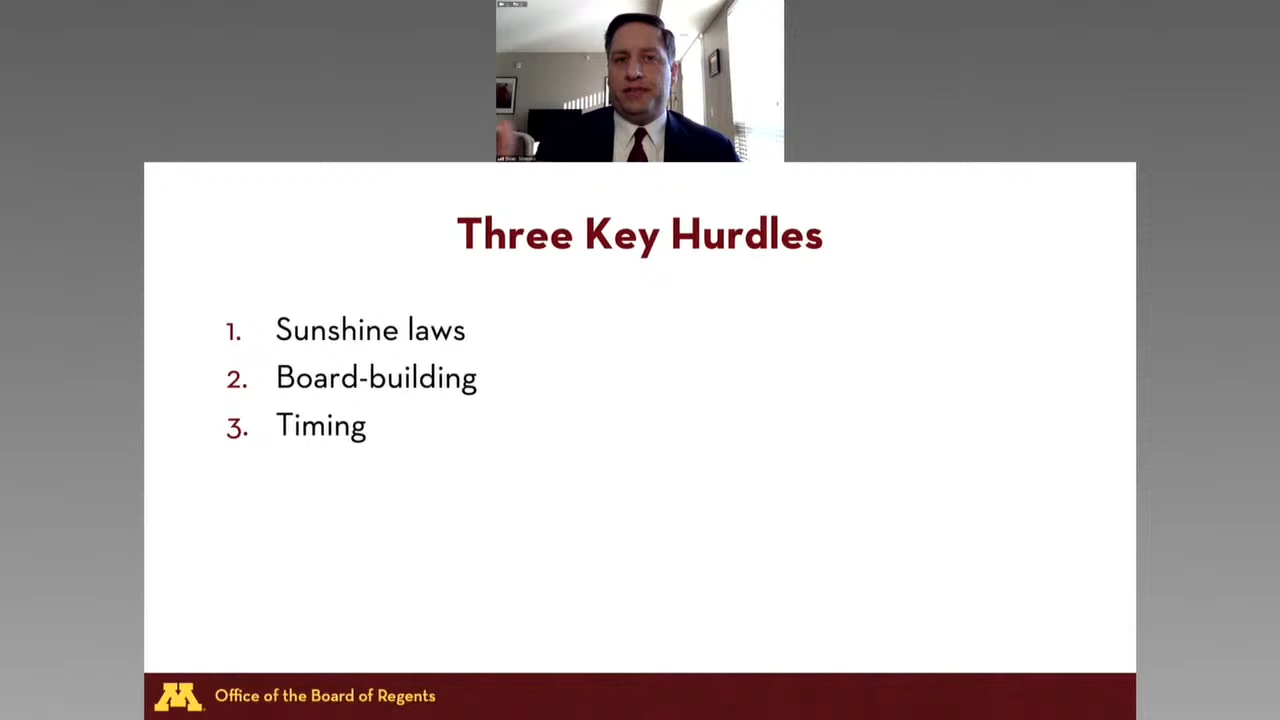 Three Key Hurdles
1. Sunshine laws
2. Board-building
3. Timing
M
Office of the Board of Regents